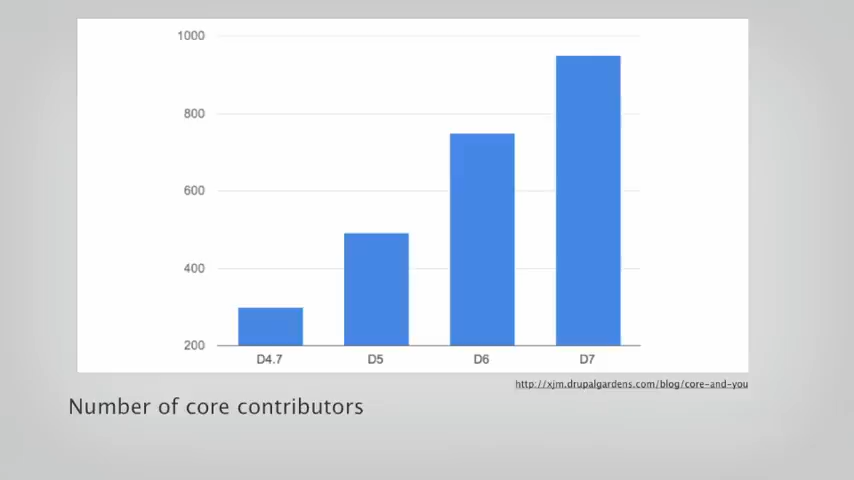 1000
800
600
400
200
D4.7 D5 D6 D7
http://xjm.drupalgardens.com/blog/core-and-you
Number of core contributors